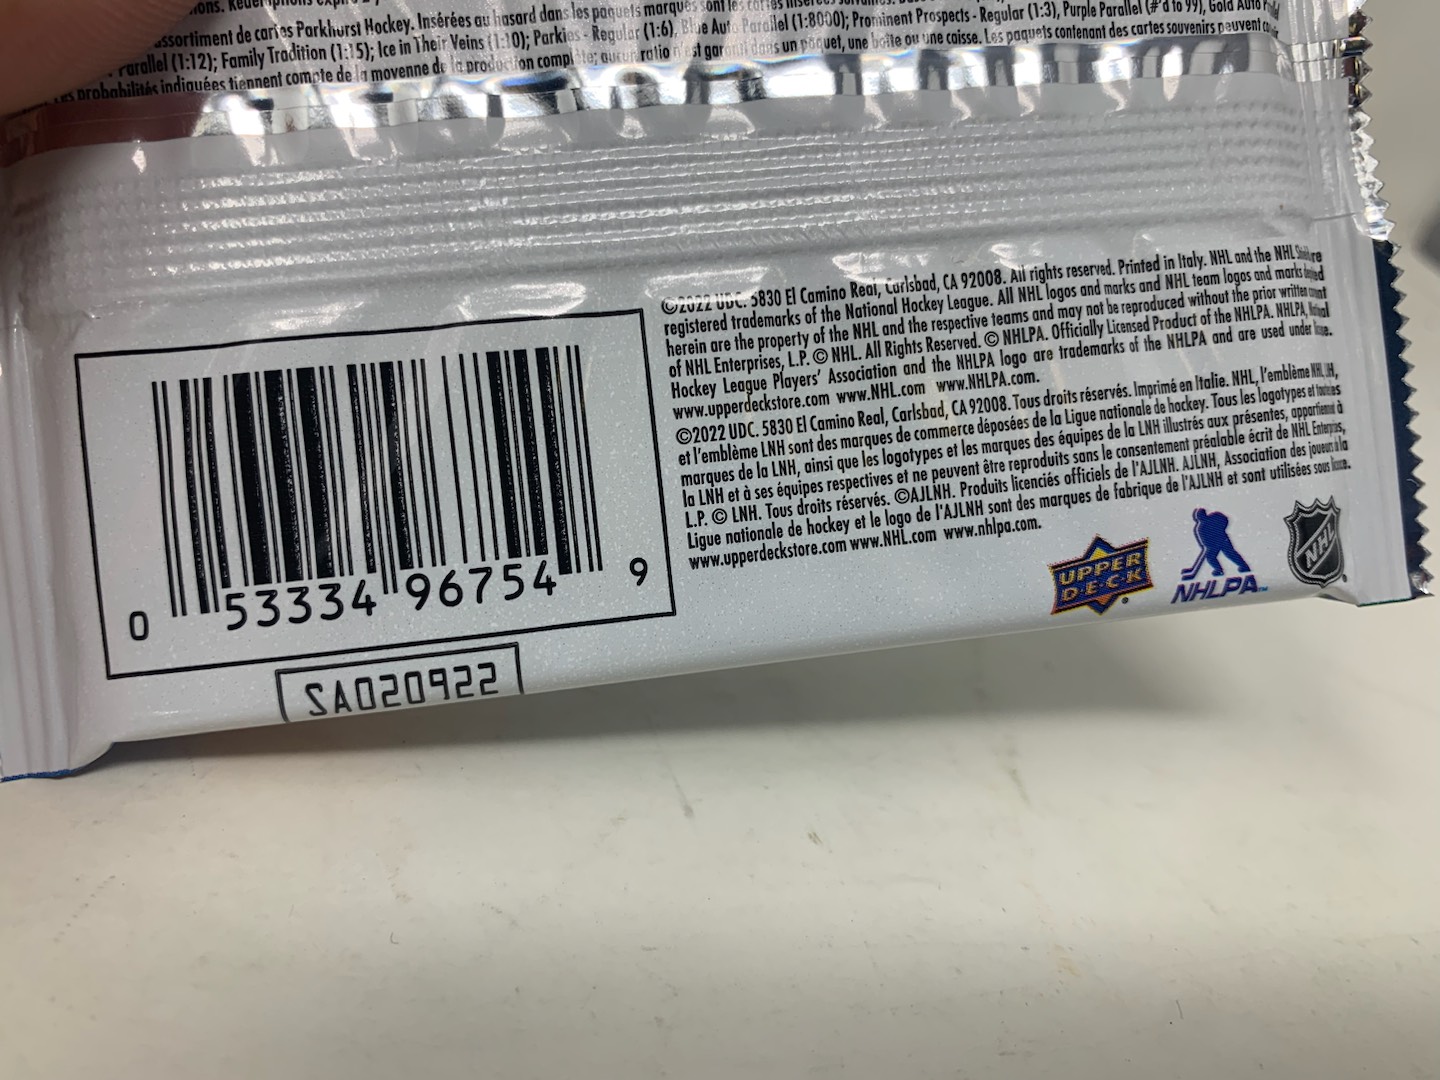 ions.
assortiment de cartes Parkhurst Hockey. Insérées au hasard dans les paquets marqués sont les cartes
Parallel (1:12); Family Tradition (1:15); Ice in Their Veins (1:10); Parkies - Regular (1:6), Blue Auto Parallel (1:8000); Prominent Prospects - Regular (1:3), Purple Parallel (#'d to 99), Gold Auto
probabilités indiquées tiennent compte de la moyenne de la production complète; aucun ratio n'est garanti dans un paquet, une boîte ou une caisse. Les paquets contenant des cartes souvenirs peuvent
©2022 UDC. 5830 El Camino Real, Carlsbad, CA 92008. All rights reserved. Printed in Italy. NHL and the NHL Shield are
registered trademarks of the National Hockey League. All NHL logos and marks and NHL team logos and marks depicted
herein are the property of the NHL and the respective teams and may not be reproduced without the prior written consent
of NHL Enterprises, L.P. © NHL. All Rights Reserved. © NHLPA. Officially Licensed Product of the NHLPA. NHLPA, National
Hockey League Players' Association and the NHLPA logo are trademarks of the NHLPA and are used under license.
www.upperdeckstore.com www.NHL.com www.NHLPA.com.
©2022 UDC. 5830 El Camino Real, Carlsbad, CA 92008. Tous droits réservés. Imprimé en Italie. NHL, l'emblème NHL, LNH,
et l'emblème LNH sont des marques de commerce déposées de la Ligue nationale de hockey. Tous les logotypes et toutes les
marques de la LNH, ainsi que les logotypes et les marques des équipes de la LNH illustrés aux présentes, appartiennent à
la LNH et à ses équipes respectives et ne peuvent être reproduits sans le consentement préalable écrit de NHL Enterprises,
L.P. © LNH. Tous droits réservés. ©AJLNH. Produits licenciés officiels de l'AJLNH. AJLNH, Association des joueurs de la
Ligue nationale de hockey et le logo de l'AJLNH sont des marques de fabrique de l'AJLNH et sont utilisées sous licence.
www.upperdeckstore.com www.NHL.com www.nhlpa.com.
0 53334 96754 9
SA020922
UPPER DECK
NHLPA
NHL